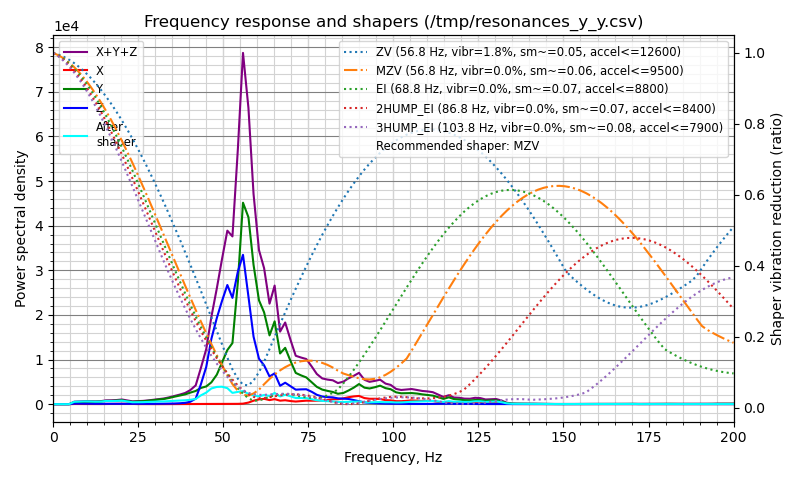 Frequency response and shapers (/tmp/resonances_y_y.csv)
1e4
X+Y+Z
X
Y
Z
After
shaper
ZV (56.8 Hz, vibr=1.8%, sm~=0.05, accel<=12600)
MZV (56.8 Hz, vibr=0.0%, sm~=0.06, accel<=9500)
EI (68.8 Hz, vibr=0.0%, sm~=0.07, accel<=8800)
2HUMP_EI (86.8 Hz, vibr=0.0%, sm~=0.07, accel<=8400)
3HUMP_EI (103.8 Hz, vibr=0.0%, sm~=0.08, accel<=7900)
Recommended shaper: MZV
Power spectral density
8
7
6
5
4
3
2
1
0
0 25 50 75 100 125 150 175 200
Frequency, Hz
1.0
0.8
0.6
0.4
0.2
0.0
Shaper vibration reduction (ratio)